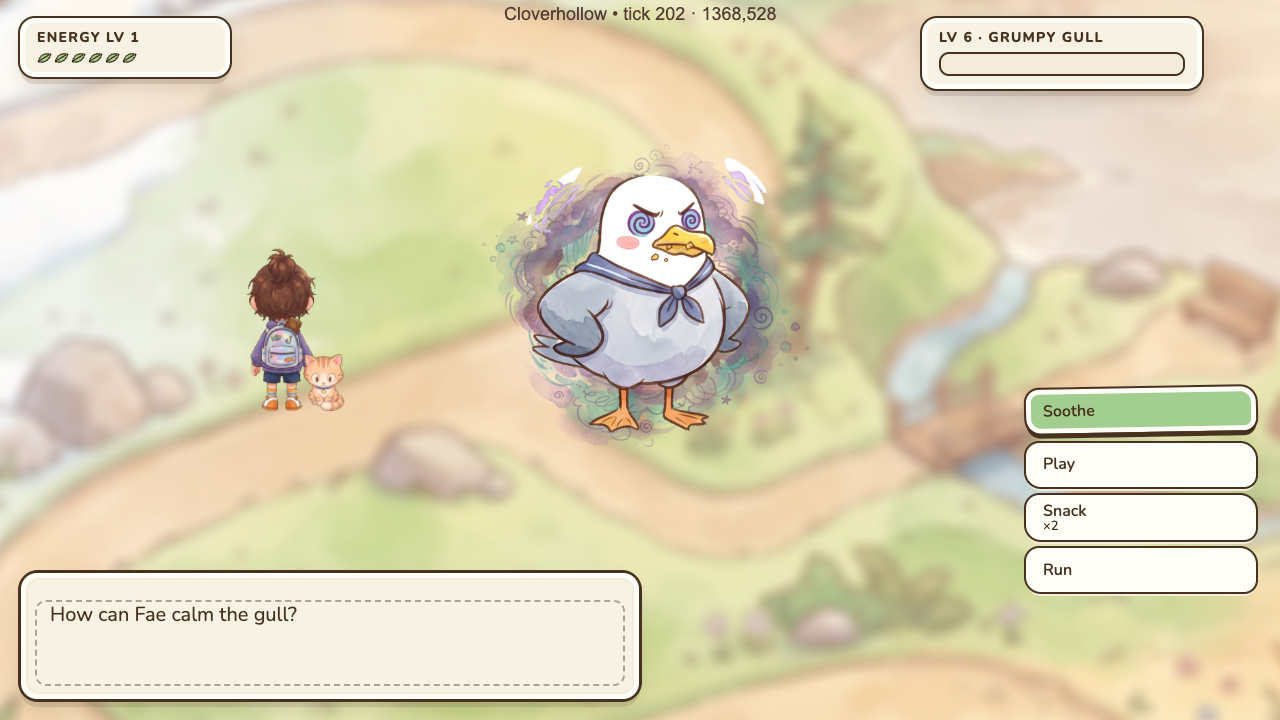 Cloverhollow • tick 202 · 1368,528
ENERGY LV 1
LV 6 · GRUMPY GULL
Soothe
Play
Snack
×2
Run
How can Fae calm the gull?